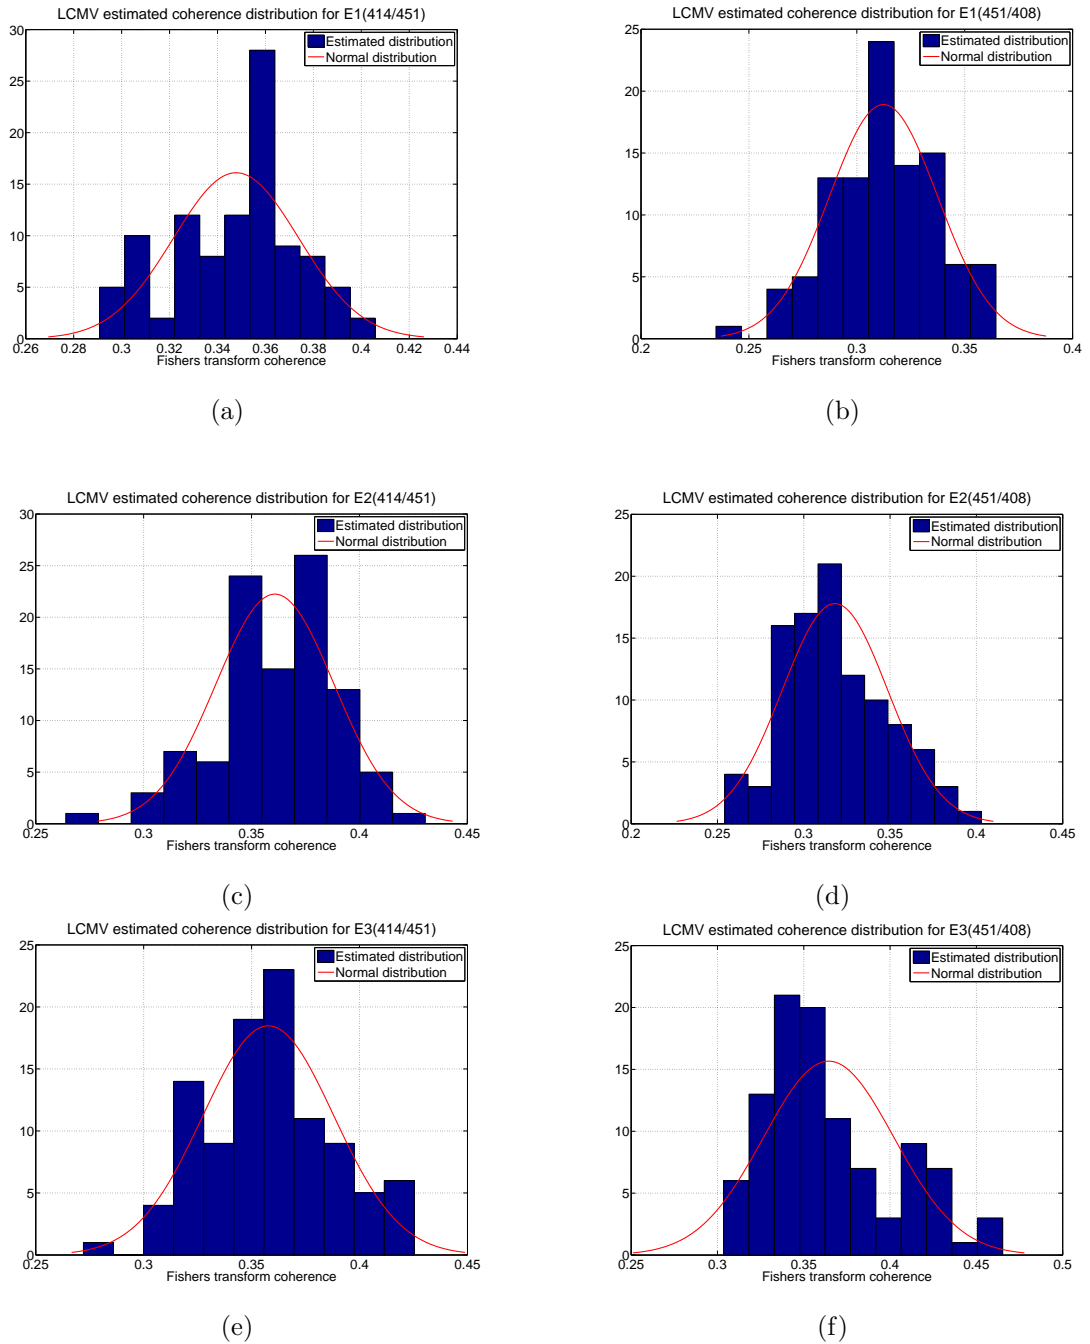 LCMV estimated coherence distribution for E1(414/451)
30
25
20
15
10
5
0
0.26 0.28 0.3 0.32 0.34 0.36 0.38 0.4 0.42 0.44
Fishers transform coherence
Estimated distribution
Normal distribution
(a)
LCMV estimated coherence distribution for E1(451/408)
25
20
15
10
5
0
0.2 0.25 0.3 0.35 0.4
Fishers transform coherence
Estimated distribution
Normal distribution
(b)
LCMV estimated coherence distribution for E2(414/451)
30
25
20
15
10
5
0
0.25 0.3 0.35 0.4 0.45
Fishers transform coherence
Estimated distribution
Normal distribution
(c)
LCMV estimated coherence distribution for E2(451/408)
25
20
15
10
5
0
0.2 0.25 0.3 0.35 0.4 0.45
Fishers transform coherence
Estimated distribution
Normal distribution
(d)
LCMV estimated coherence distribution for E3(414/451)
25
20
15
10
5
0
0.25 0.3 0.35 0.4 0.45
Fishers transform coherence
Estimated distribution
Normal distribution
(e)
LCMV estimated coherence distribution for E3(451/408)
25
20
15
10
5
0
0.25 0.3 0.35 0.4 0.45 0.5
Fishers transform coherence
Estimated distribution
Normal distribution
(f)